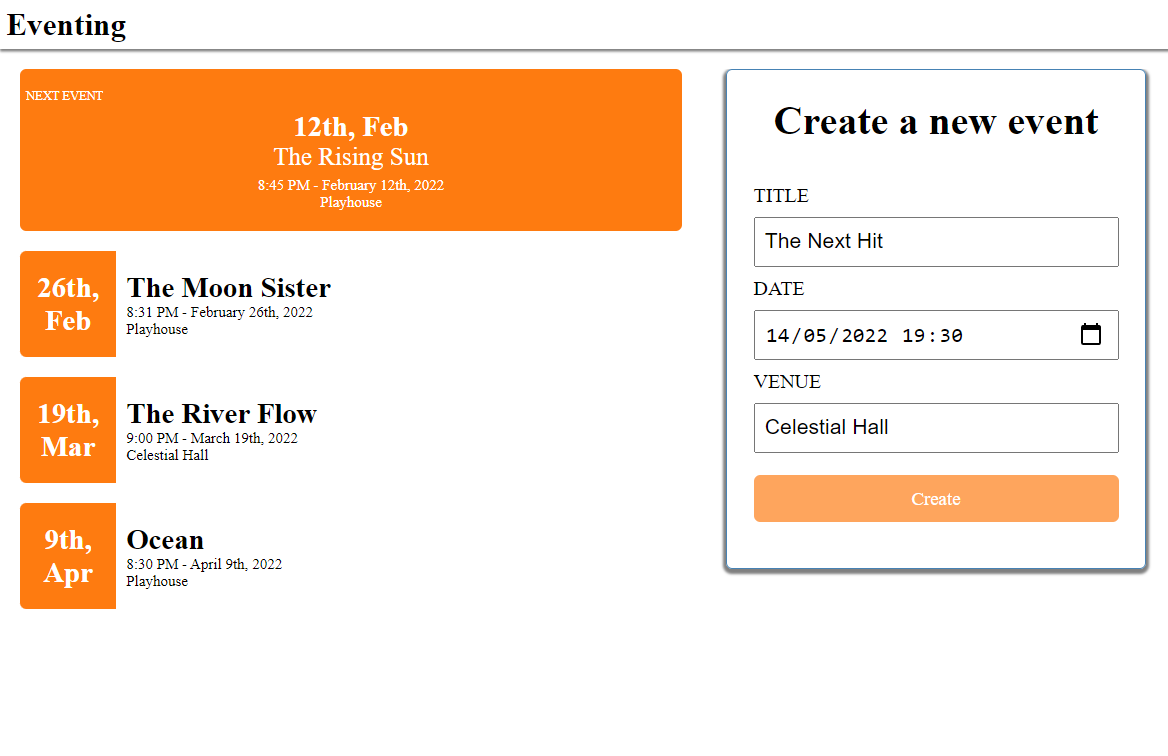 Eventing
NEXT EVENT
12th, Feb
The Rising Sun
8:45 PM - February 12th, 2022
Playhouse
26th,
Feb
The Moon Sister
8:31 PM - February 26th, 2022
Playhouse
19th,
Mar
The River Flow
9:00 PM - March 19th, 2022
Celestial Hall
9th,
Apr
Ocean
8:30 PM - April 9th, 2022
Playhouse
Create a new event
TITLE
The Next Hit
DATE
14/05/2022 19:30
VENUE
Celestial Hall
Create